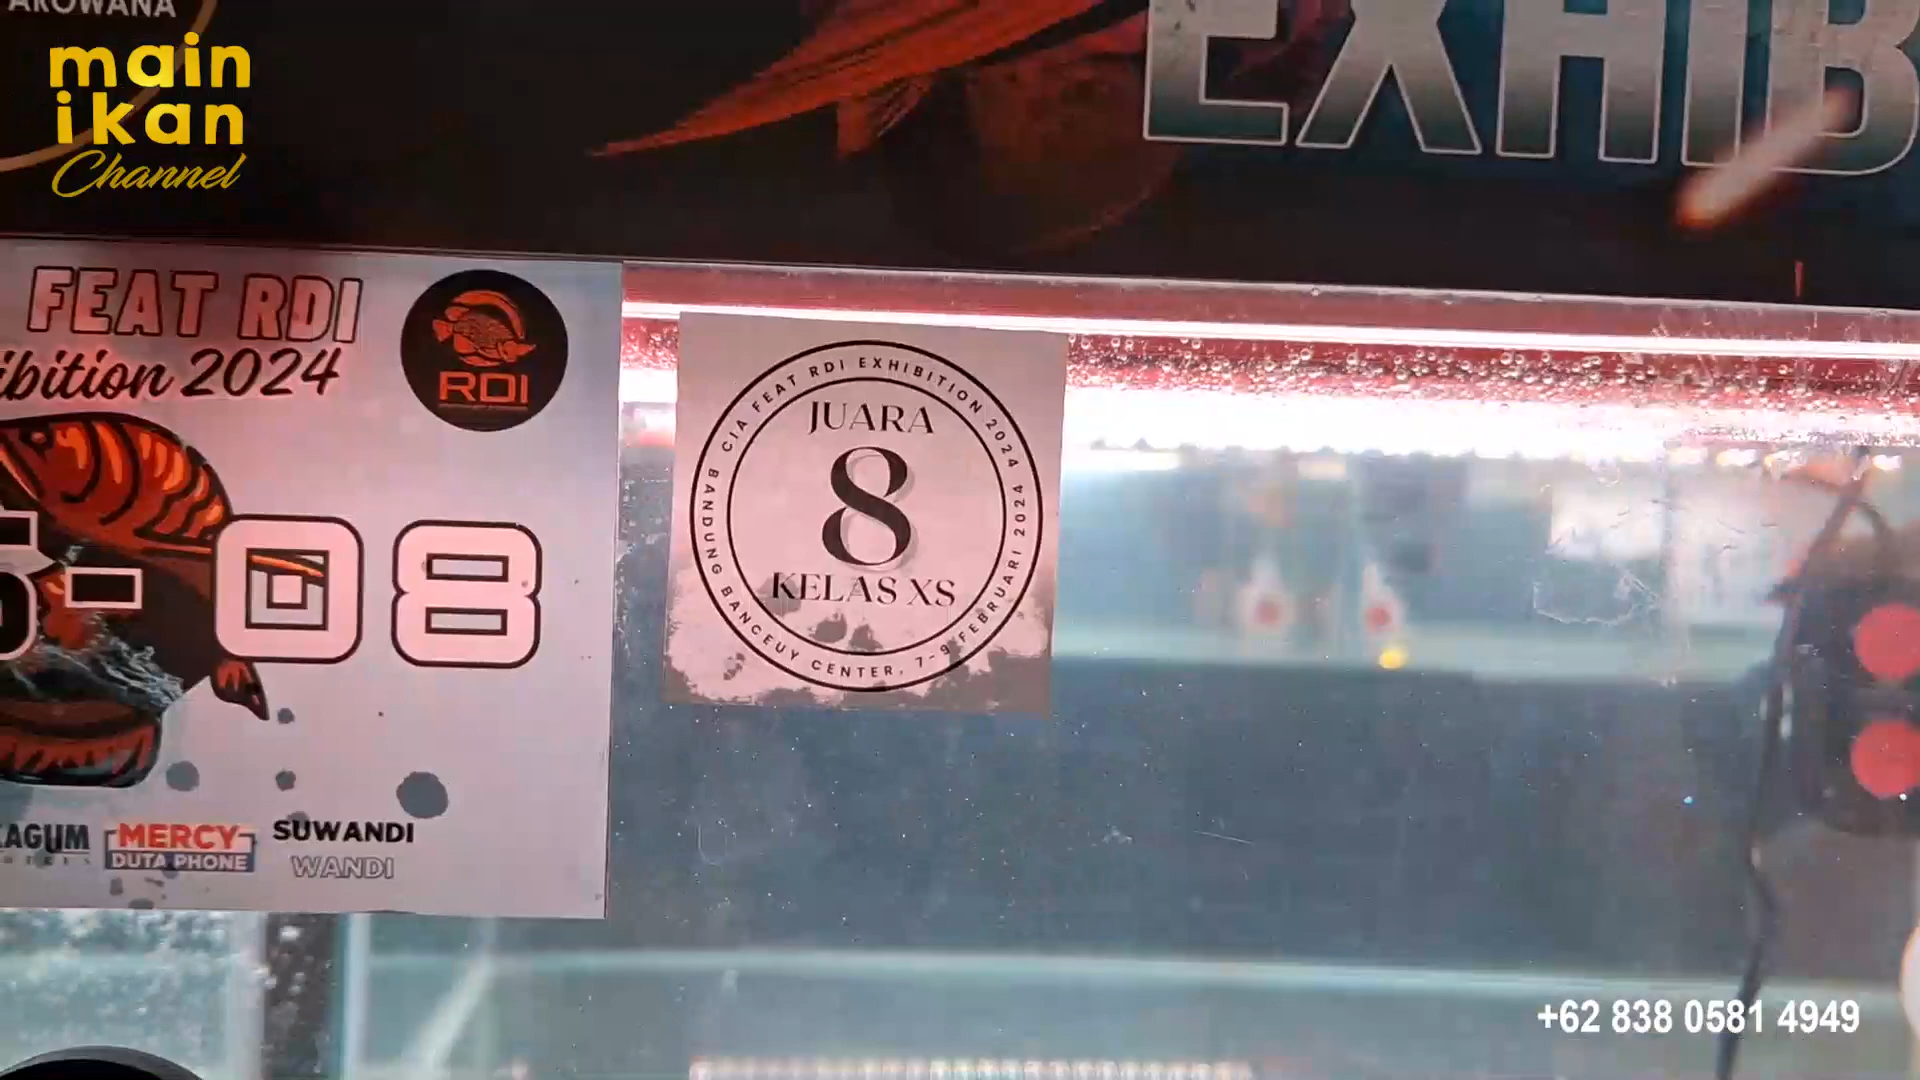 AROWANA
main
ikan
Channel
EXHIB
FEAT RDI
ibition 2024
RDI
- 08
AGUM
MERCY
DUTA PHONE
SUWANDI
WANDI
CIA FEAT RDI EXHIBITION 2024
JUARA
8
KELAS XS
BANDUNG BANCEUY CENTER, 7-9 FEBRUARI 2024
+62 838 0581 4949